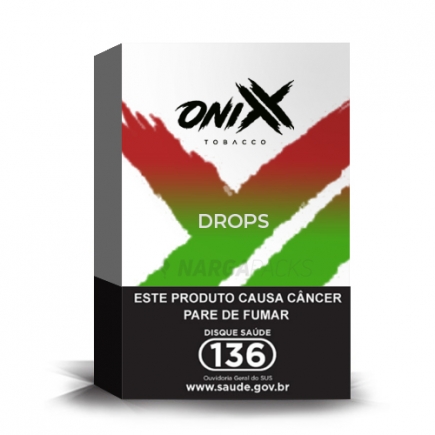 ONIX
TOBACCO
DROPS
NARGAPACKS
ESTE PRODUTO CAUSA CÂNCER
PARE DE FUMAR
DISQUE SAÚDE
136
Ouvidoria Geral do SUS
www.saude.gov.br